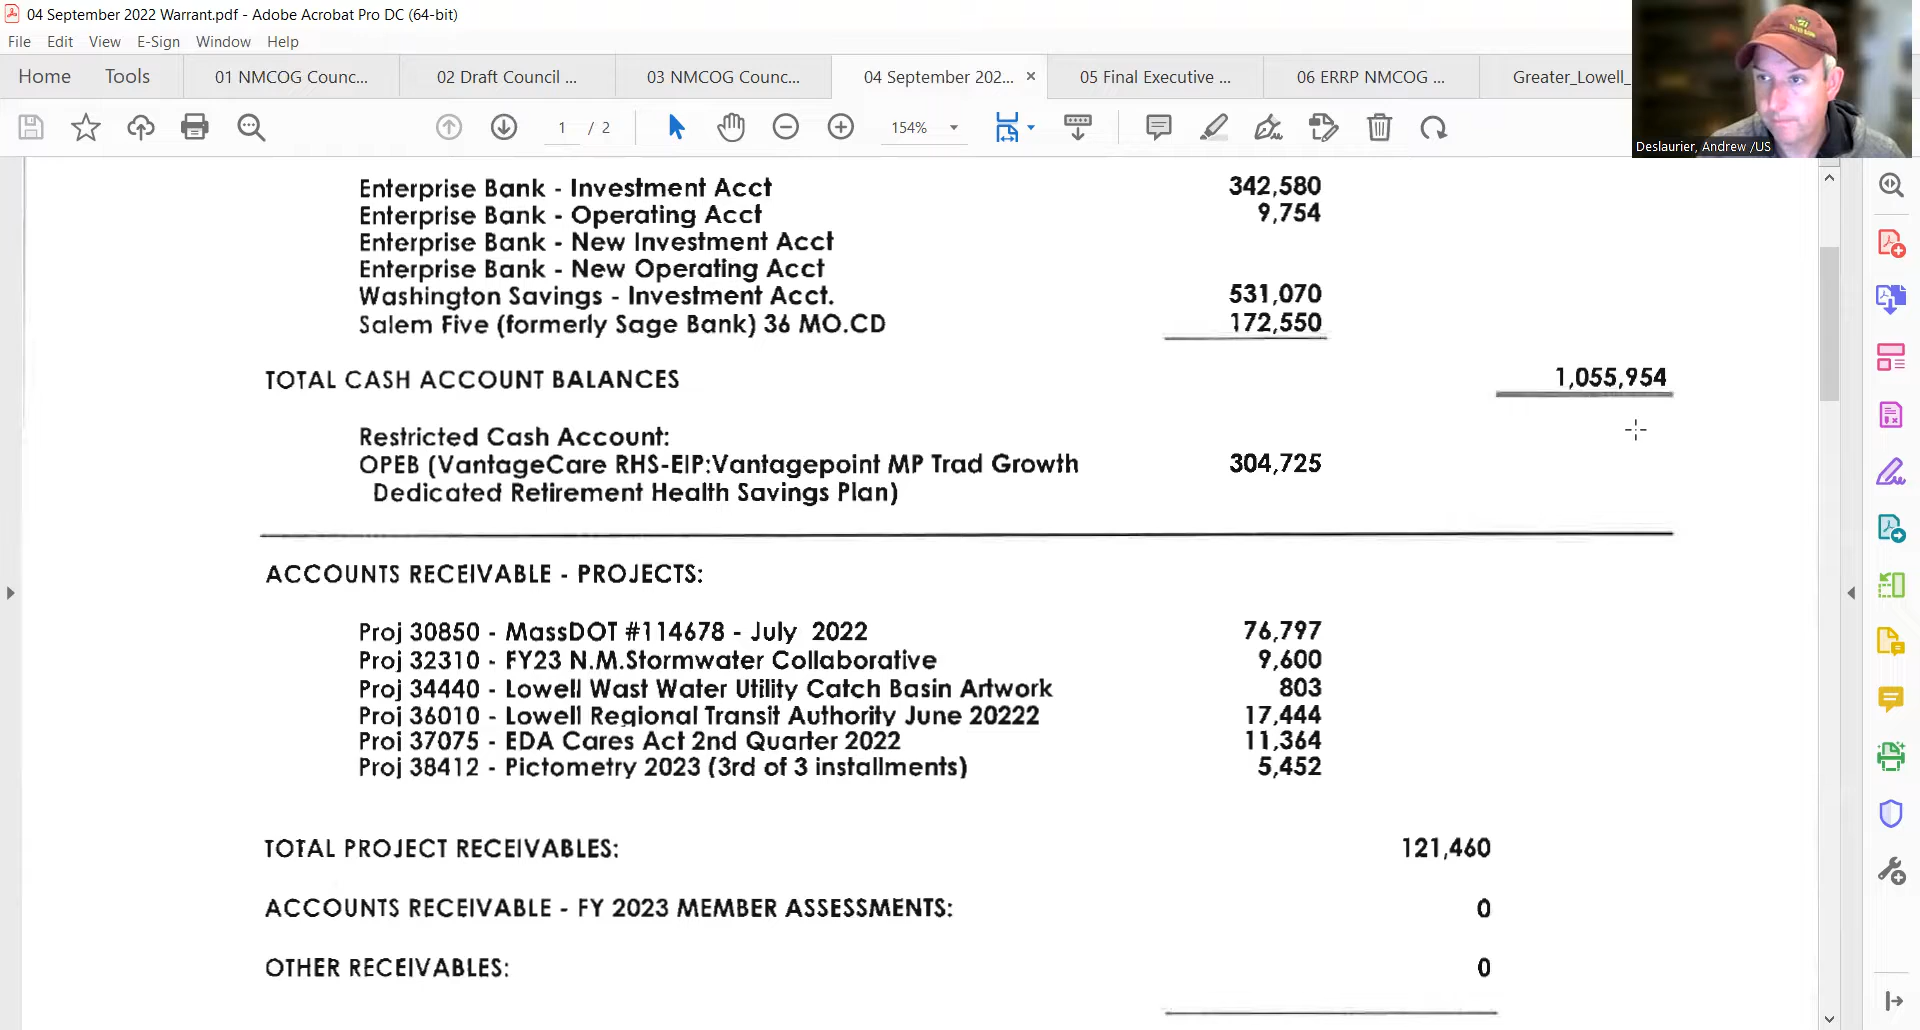 04 September 2022 Warrant.pdf - Adobe Acrobat Pro DC (64-bit)
File Edit View E-Sign Window Help
Home Tools 01 NMCOG Counc... 02 Draft Council ... 03 NMCOG Counc... 04 September 202... × 05 Final Executive ... 06 ERRP NMCOG ... Greater_Lowell_
1 / 2 154%
Deslaurier, Andrew /US
Enterprise Bank - Investment Acct 342,580
Enterprise Bank - Operating Acct 9,754
Enterprise Bank - New Investment Acct
Enterprise Bank - New Operating Acct
Washington Savings - Investment Acct. 531,070
Salem Five (formerly Sage Bank) 36 MO.CD 172,550
TOTAL CASH ACCOUNT BALANCES 1,055,954
Restricted Cash Account:
OPEB (VantageCare RHS-EIP:Vantagepoint MP Trad Growth 304,725
Dedicated Retirement Health Savings Plan)
ACCOUNTS RECEIVABLE - PROJECTS:
Proj 30850 - MassDOT #114678 - July 2022 76,797
Proj 32310 - FY23 N.M.Stormwater Collaborative 9,600
Proj 34440 - Lowell Wast Water Utility Catch Basin Artwork 803
Proj 36010 - Lowell Regional Transit Authority June 20222 17,444
Proj 37075 - EDA Cares Act 2nd Quarter 2022 11,364
Proj 38412 - Pictometry 2023 (3rd of 3 installments) 5,452
TOTAL PROJECT RECEIVABLES: 121,460
ACCOUNTS RECEIVABLE - FY 2023 MEMBER ASSESSMENTS: 0
OTHER RECEIVABLES: 0